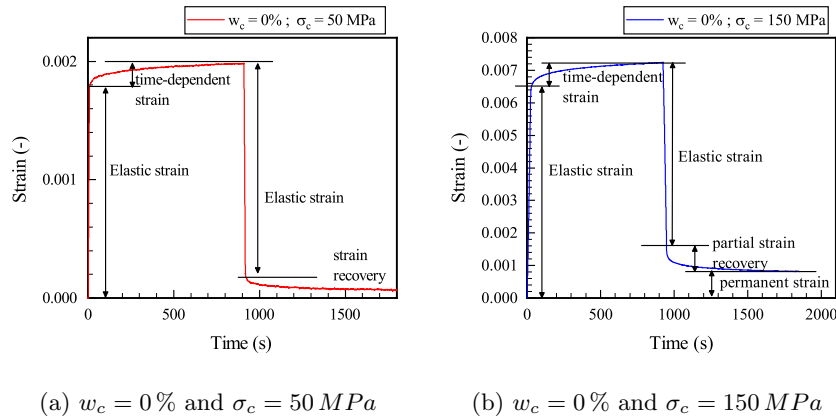 w_c = 0% ; σ_c = 50 MPa
0.002
0.001
0.000
Strain (-)
time-dependent
strain
Elastic strain
Elastic strain
strain
recovery
0
500
1000
1500
Time (s)
(a) w_c = 0 % and σ_c = 50 MPa
w_c = 0% ; σ_c = 150 MPa
0.008
0.007
0.006
0.005
0.004
0.003
0.002
0.001
0.000
Strain (-)
time-dependent
strain
Elastic strain
Elastic strain
partial strain
recovery
permanent strain
0
500
1000
1500
2000
Time (s)
(b) w_c = 0 % and σ_c = 150 MPa